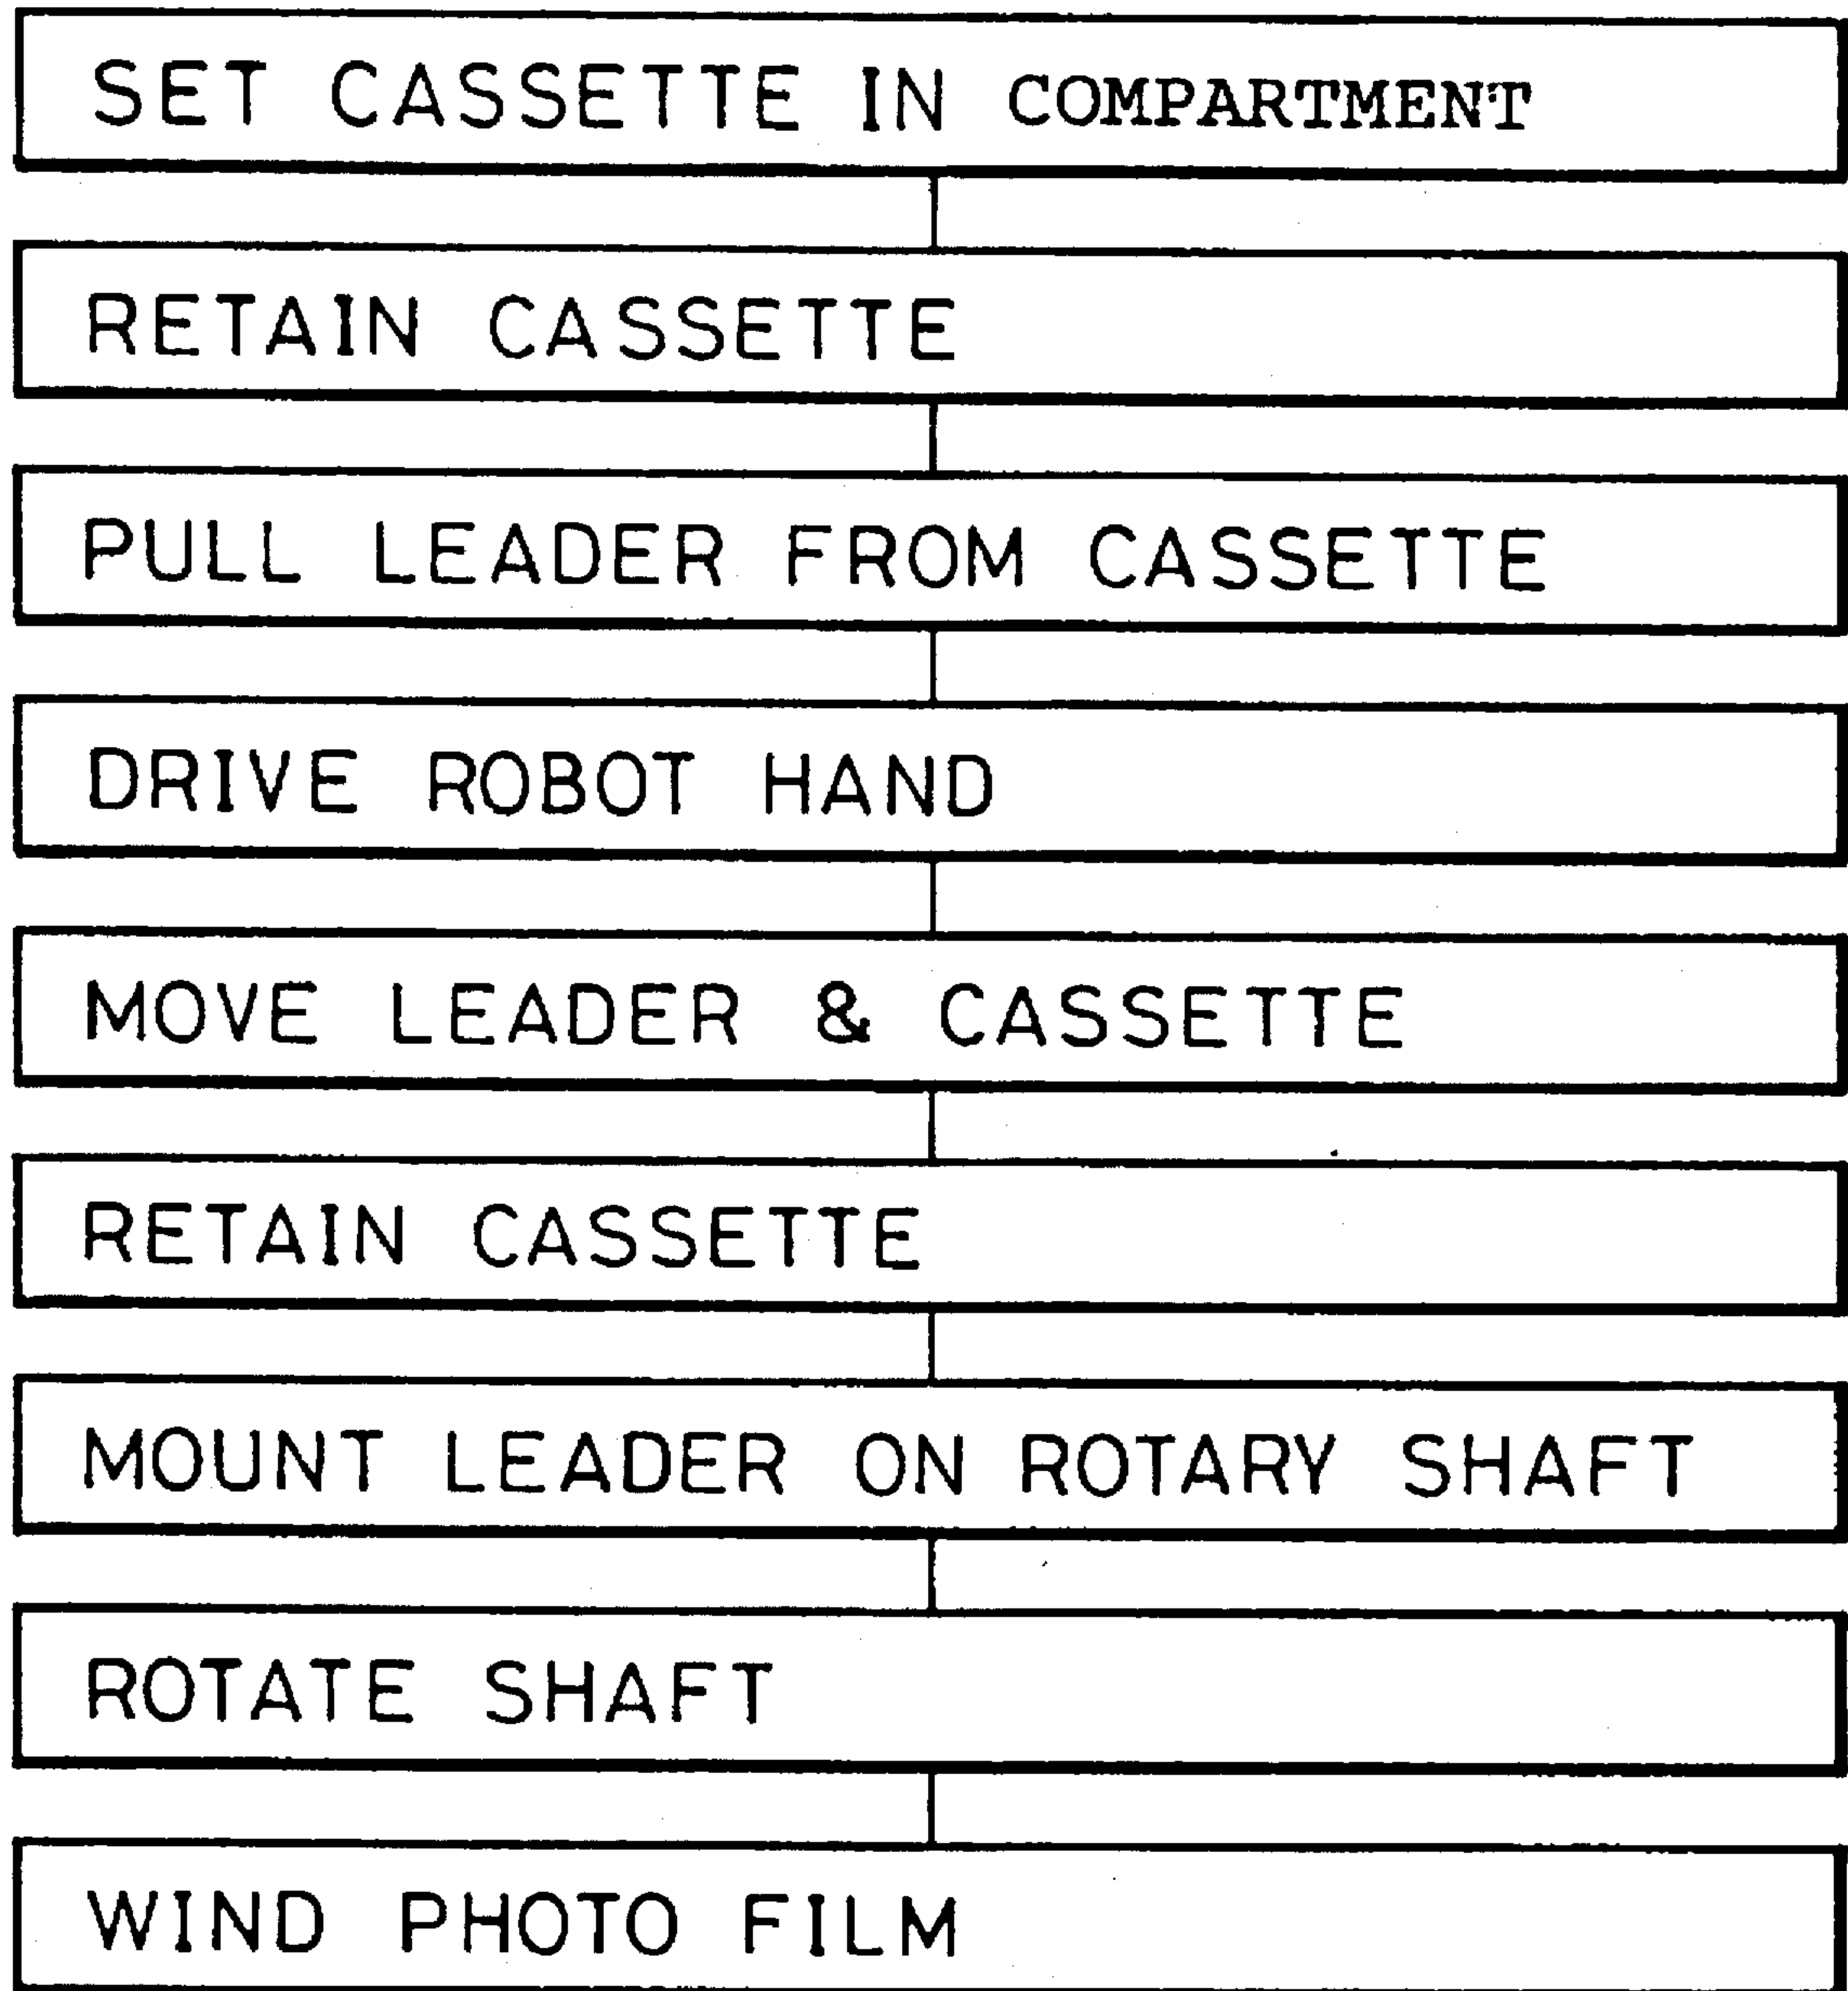 SET CASSETTE IN COMPARTMENT
RETAIN CASSETTE
PULL LEADER FROM CASSETTE
DRIVE ROBOT HAND
MOVE LEADER & CASSETTE
RETAIN CASSETTE
MOUNT LEADER ON ROTARY SHAFT
ROTATE SHAFT
WIND PHOTO FILM